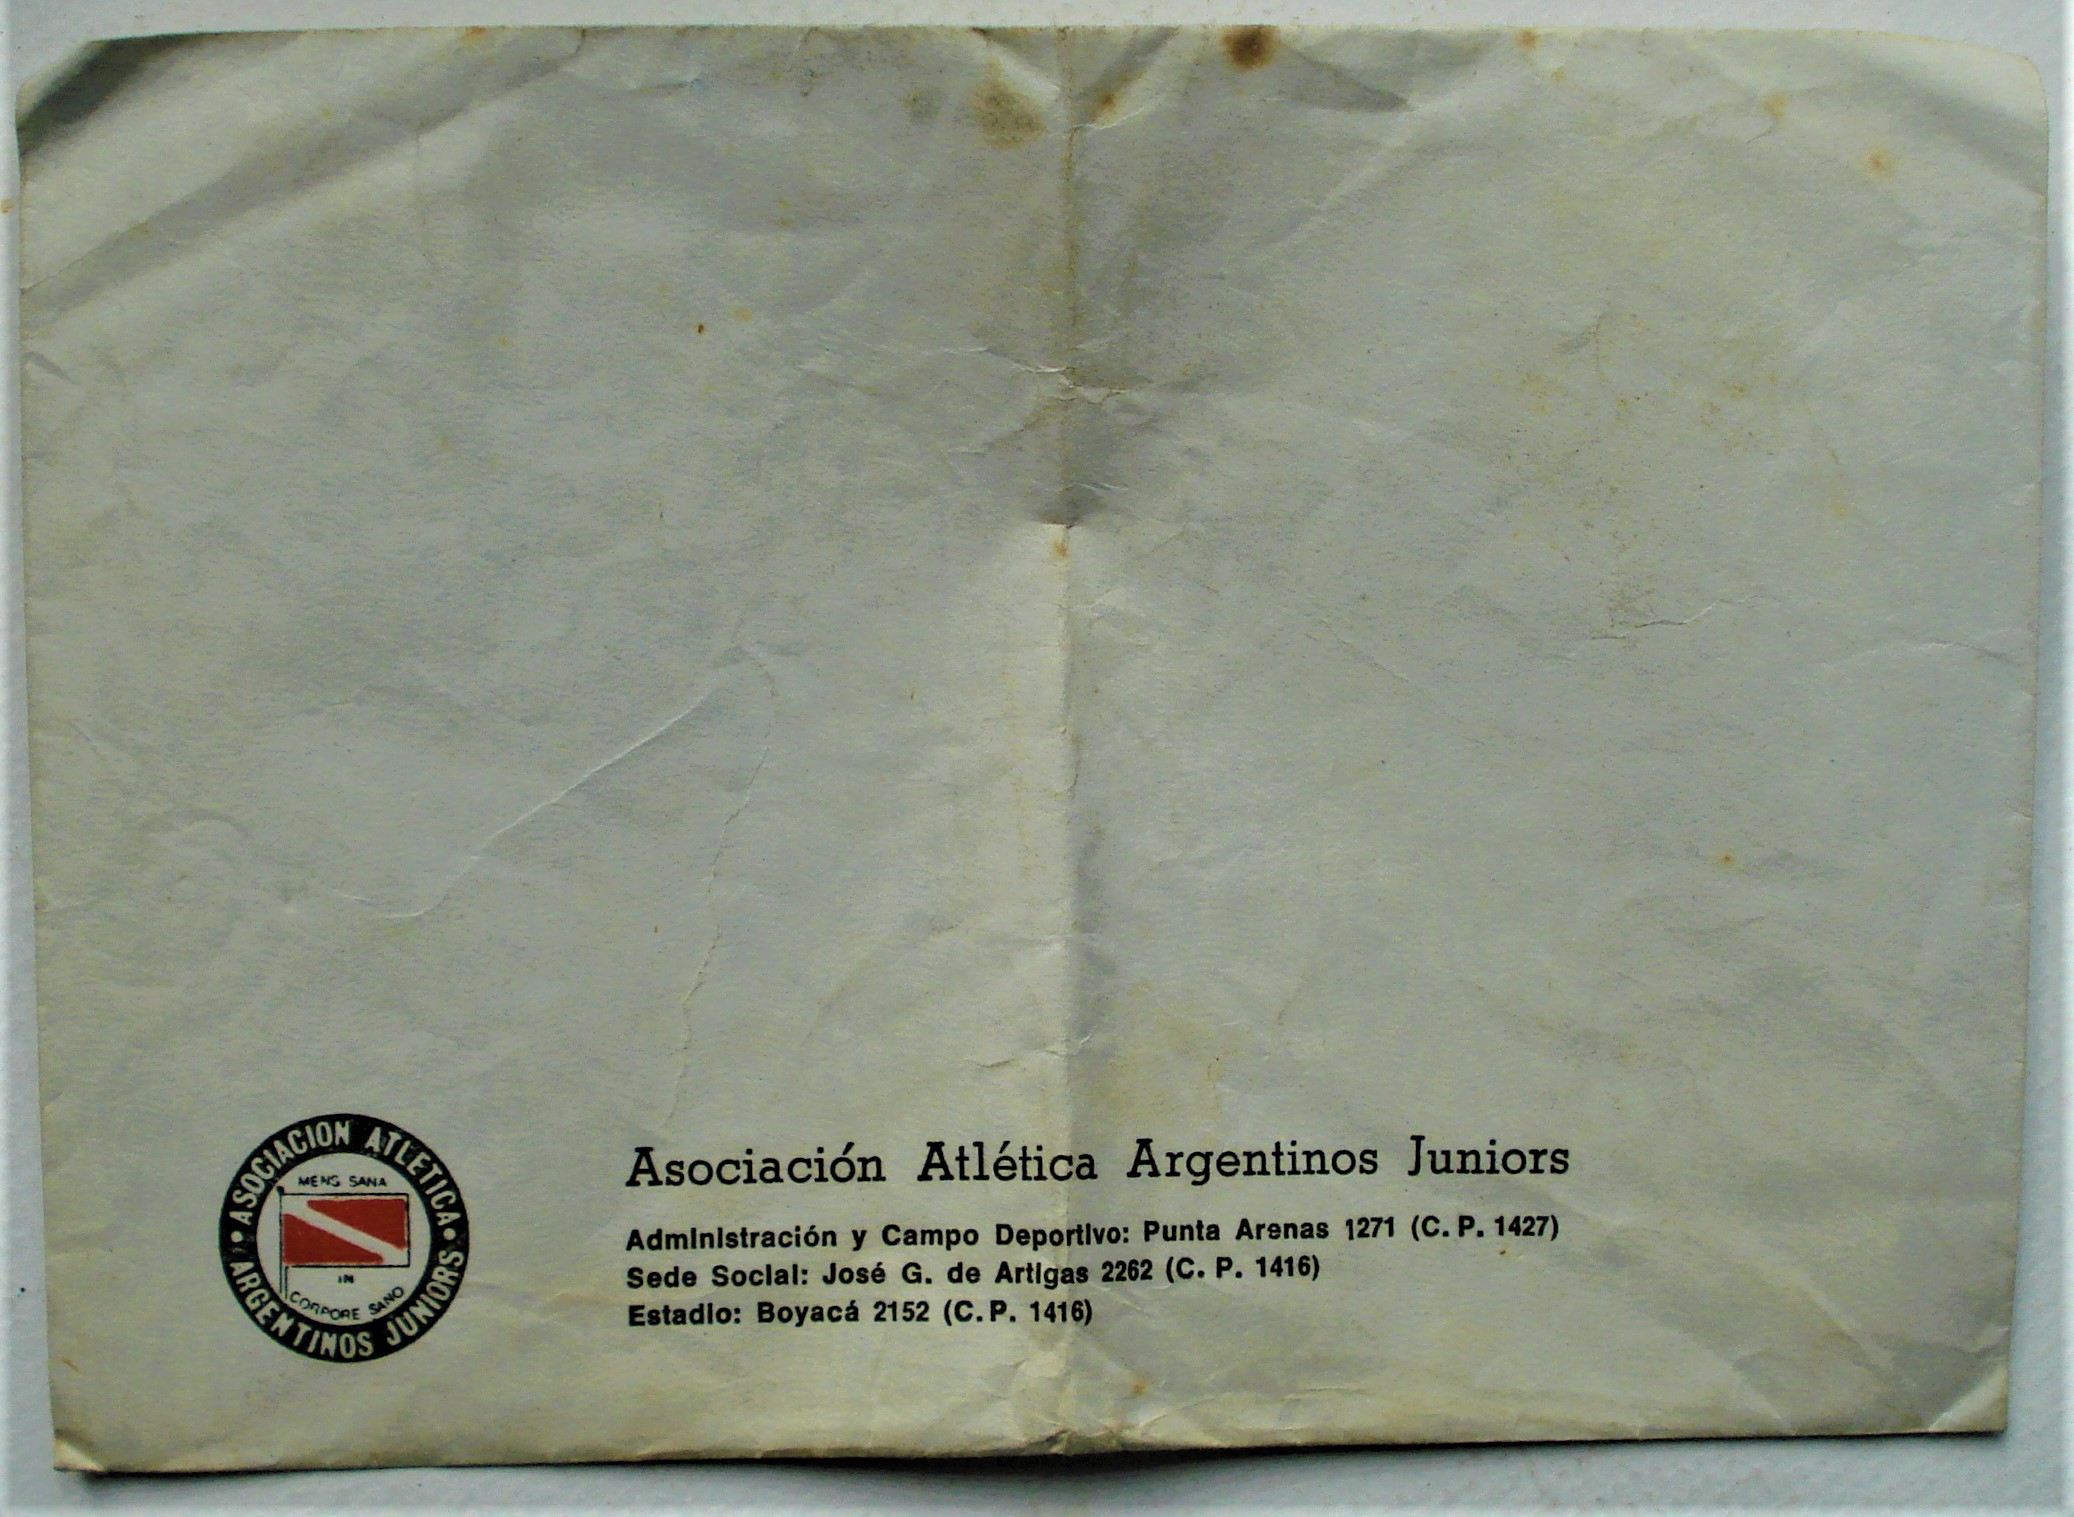 ASOCIACION ATLETICA
MENS SANA
IN
CORPORE SANO
ARGENTINOS JUNIORS
Asociación Atlética Argentinos Juniors
Administración y Campo Deportivo: Punta Arenas 1271 (C. P. 1427)
Sede Social: José G. de Artigas 2262 (C. P. 1416)
Estadio: Boyacá 2152 (C. P. 1416)